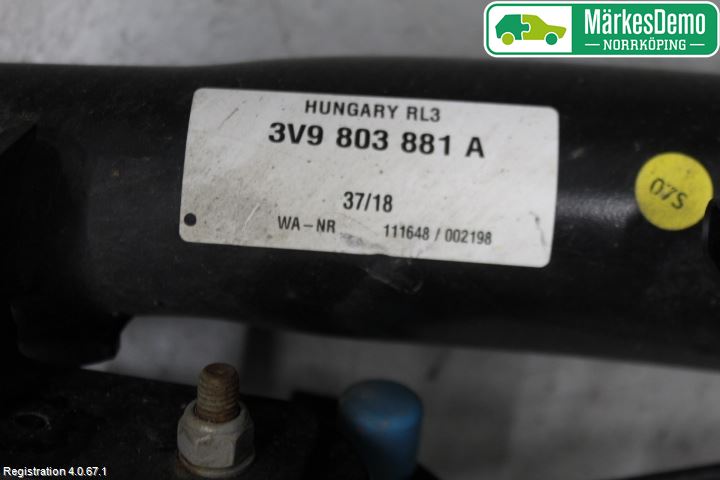 MärkesDemo
NORRKÖPING
HUNGARY RL3
3V9 803 881 A
37/18
WA-NR 111648 / 002198
07S
Registration 4.0.67.1